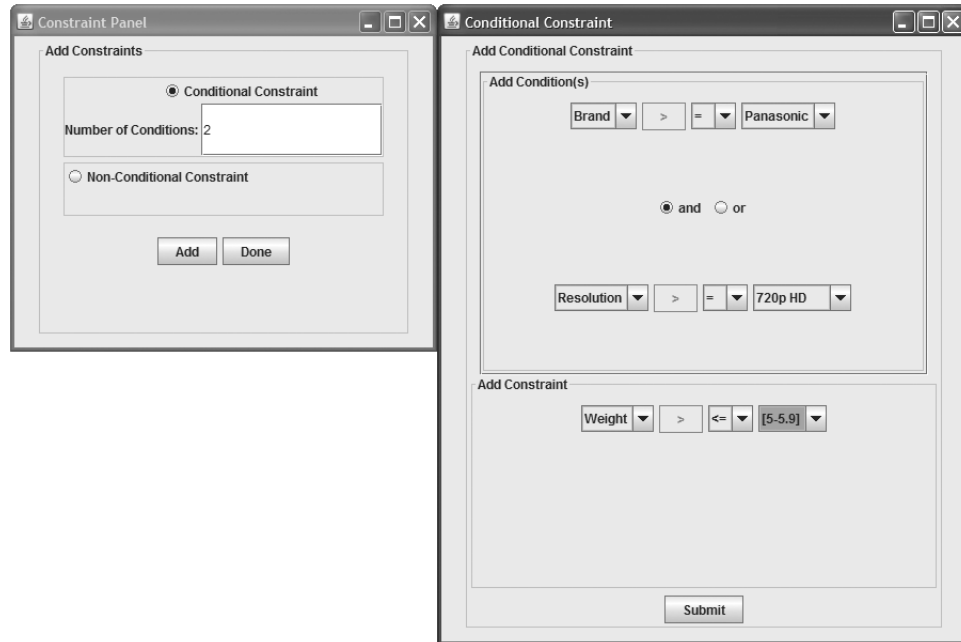 Constraint Panel
Add Constraints
Conditional Constraint
Number of Conditions: 2
Non-Conditional Constraint
Add Done
Conditional Constraint
Add Conditional Constraint
Add Condition(s)
Brand > = Panasonic
and or
Resolution > = 720p HD
Add Constraint
Weight > <= [5-5.9]
Submit